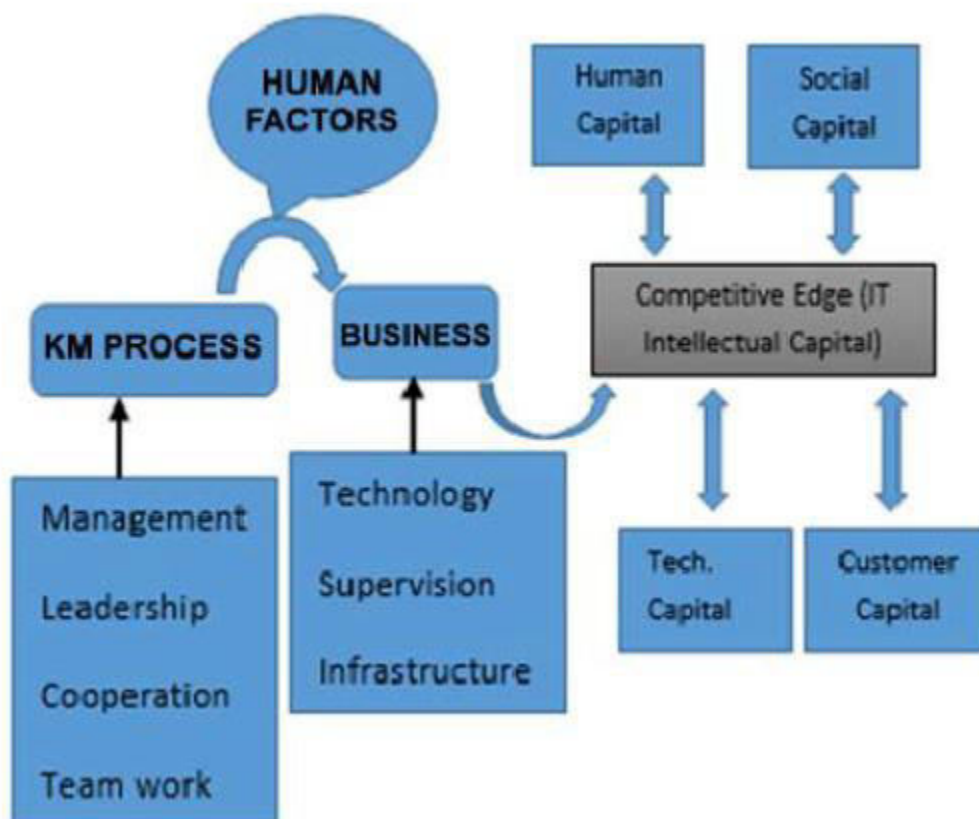 HUMAN
FACTORS
Human
Capital
Social
Capital
KM PROCESS
BUSINESS
Competitive Edge (IT
Intellectual Capital)
Management
Leadership
Cooperation
Team work
Technology
Supervision
Infrastructure
Tech.
Capital
Customer
Capital